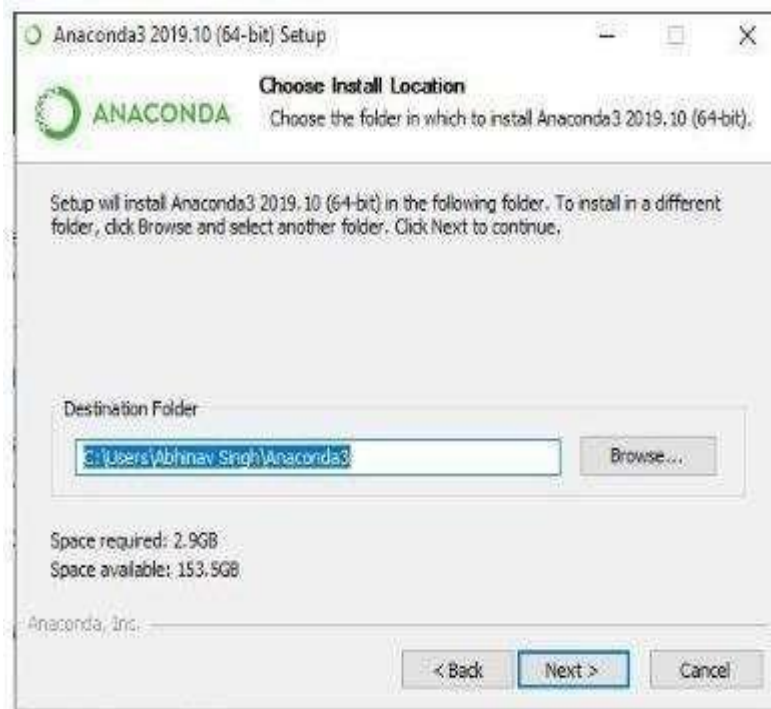 Anaconda3 2019.10 (64-bit) Setup
Choose Install Location
ANACONDA
Choose the folder in which to install Anaconda3 2019.10 (64-bit).
Setup will install Anaconda3 2019.10 (64-bit) in the following folder. To install in a different
folder, click Browse and select another folder. Click Next to continue.
Destination Folder
C:\Users\Abhinav Singh\Anaconda3
Browse...
Space required: 2.9GB
Space available: 153.5GB
Anaconda, Inc.
< Back
Next >
Cancel